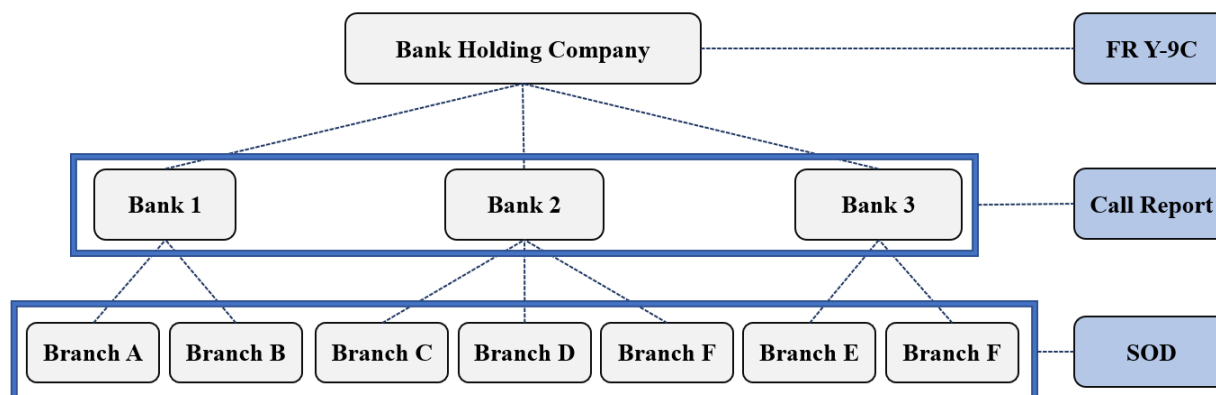 Bank Holding Company
FR Y-9C
Bank 1
Bank 2
Bank 3
Call Report
Branch A
Branch B
Branch C
Branch D
Branch F
Branch E
Branch F
SOD